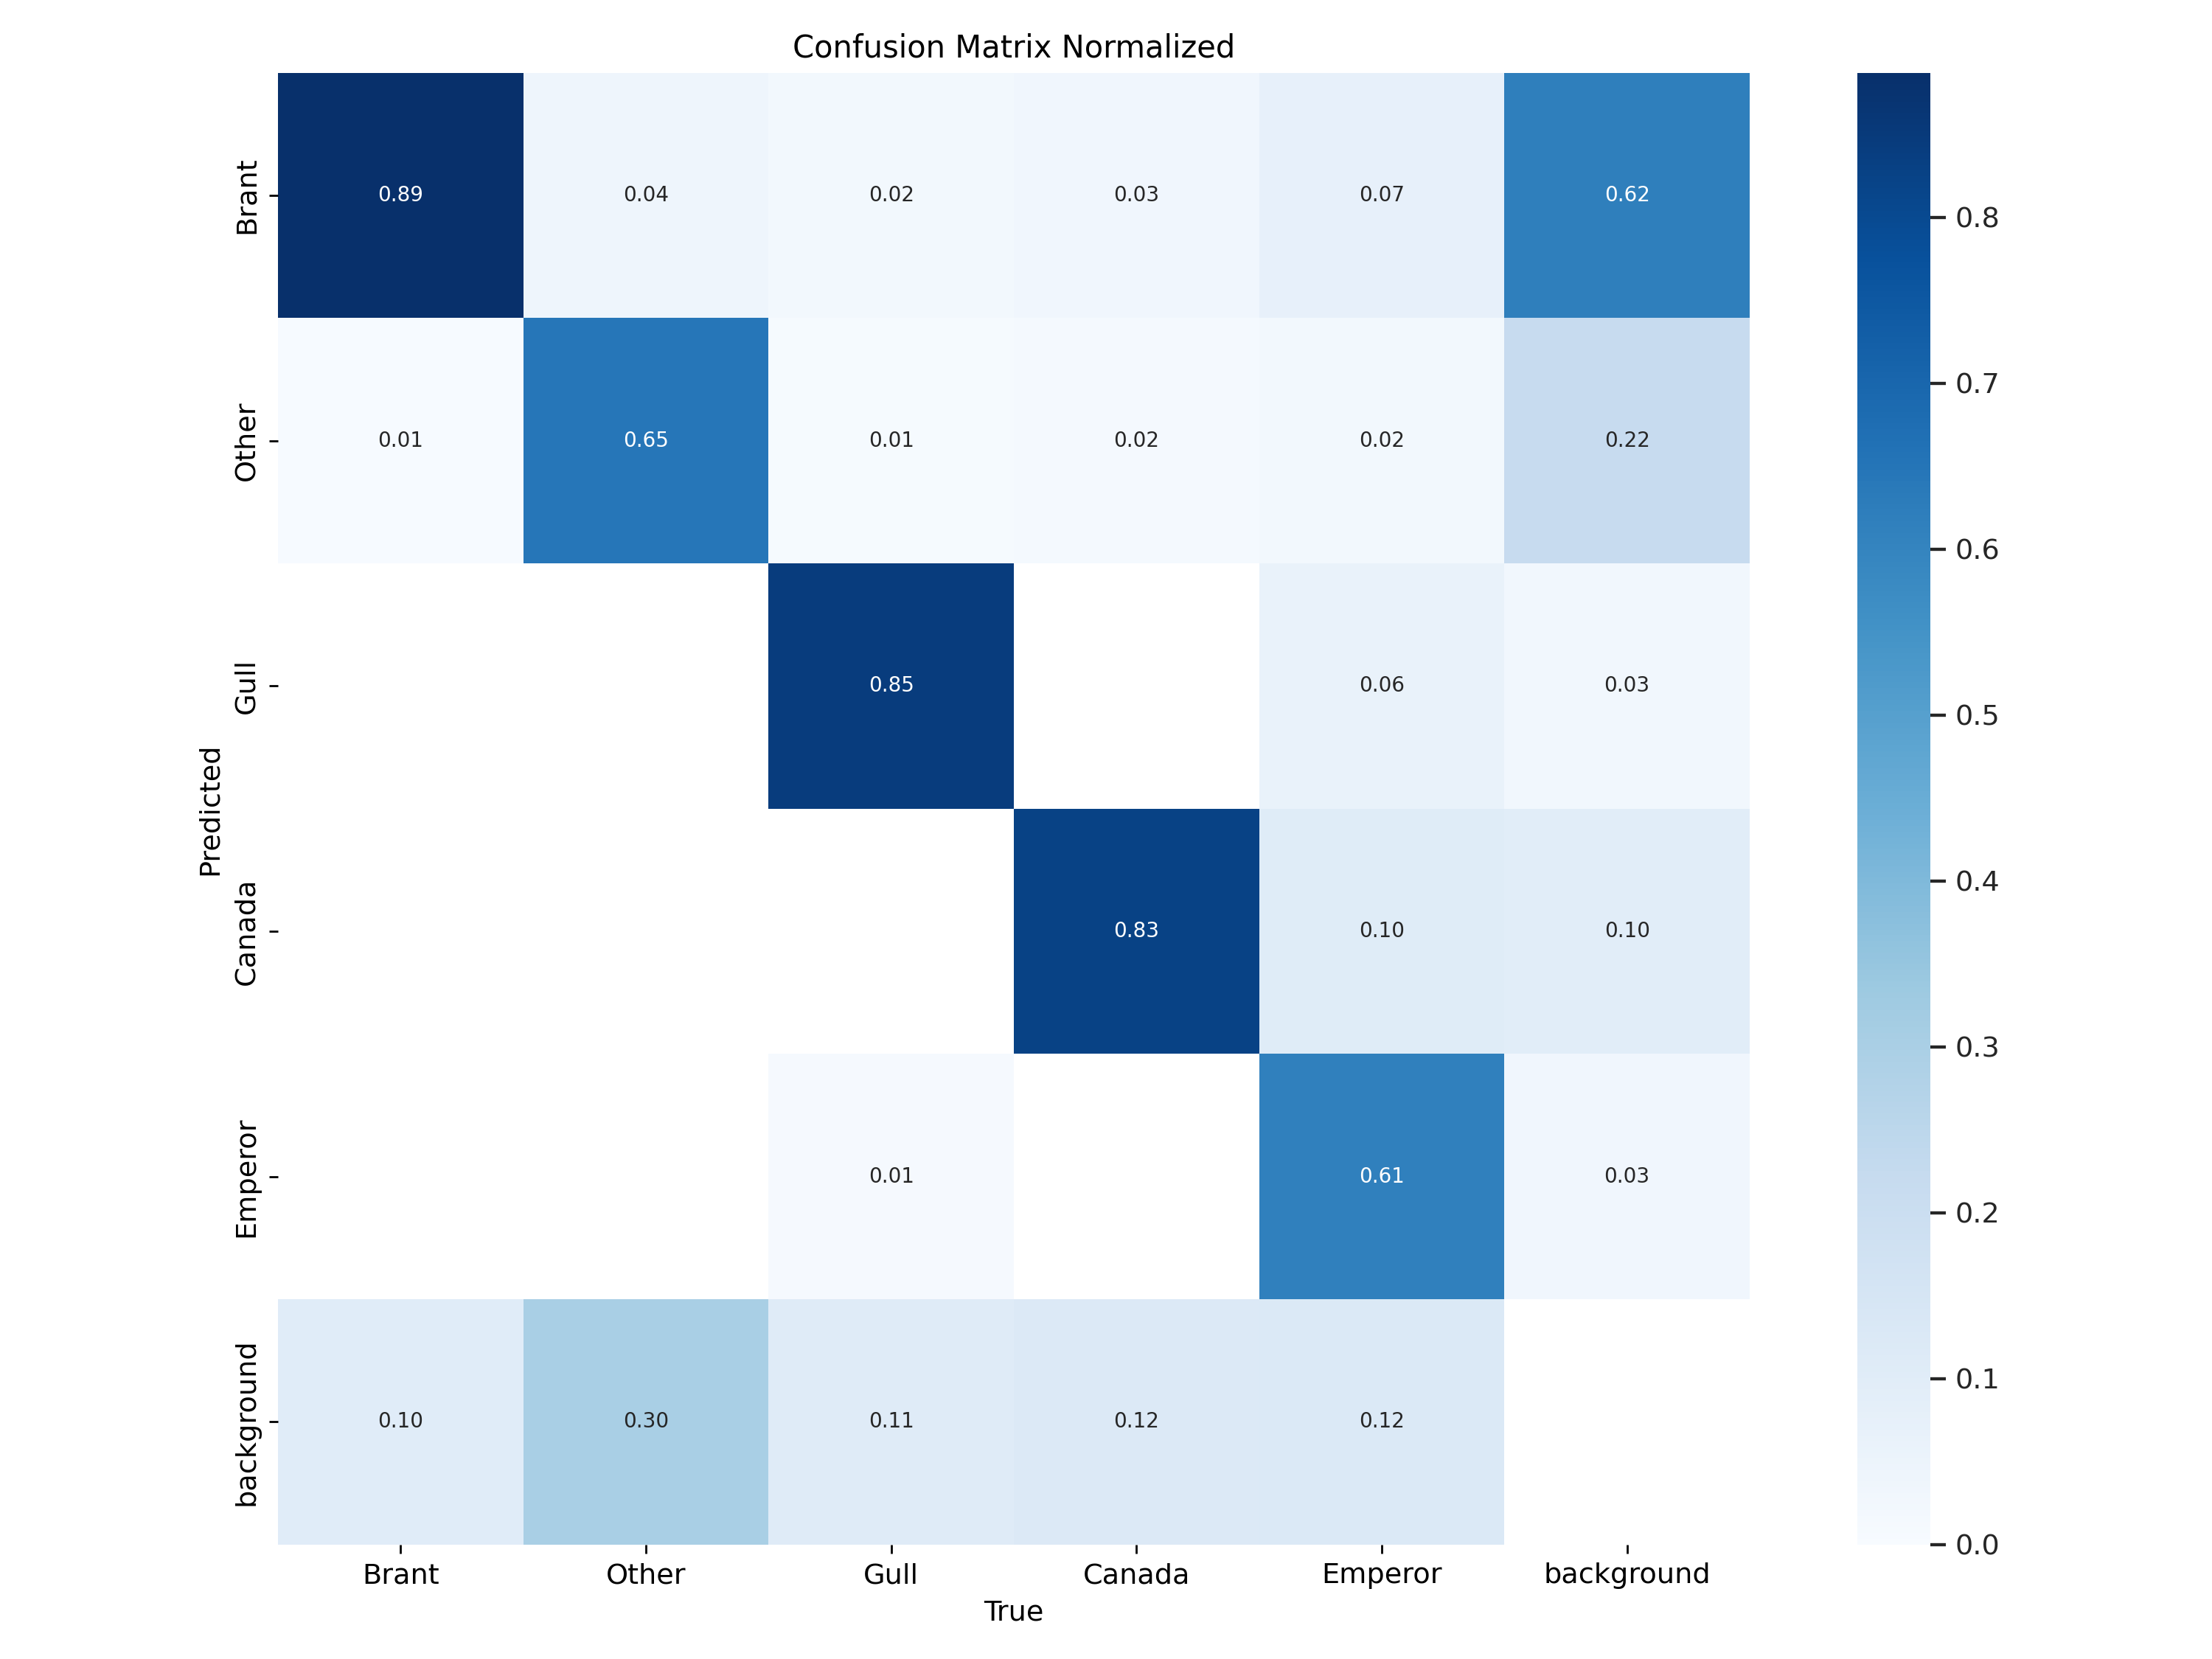 Confusion Matrix Normalized
Brant
0.89 0.04 0.02 0.03 0.07 0.62
Other
0.01 0.65 0.01 0.02 0.02 0.22
Gull
0.85 0.06 0.03
Canada
0.83 0.10 0.10
Emperor
0.01 0.61 0.03
background
0.10 0.30 0.11 0.12 0.12
Predicted
Brant Other Gull Canada Emperor background
True
0.8
0.7
0.6
0.5
0.4
0.3
0.2
0.1
0.0